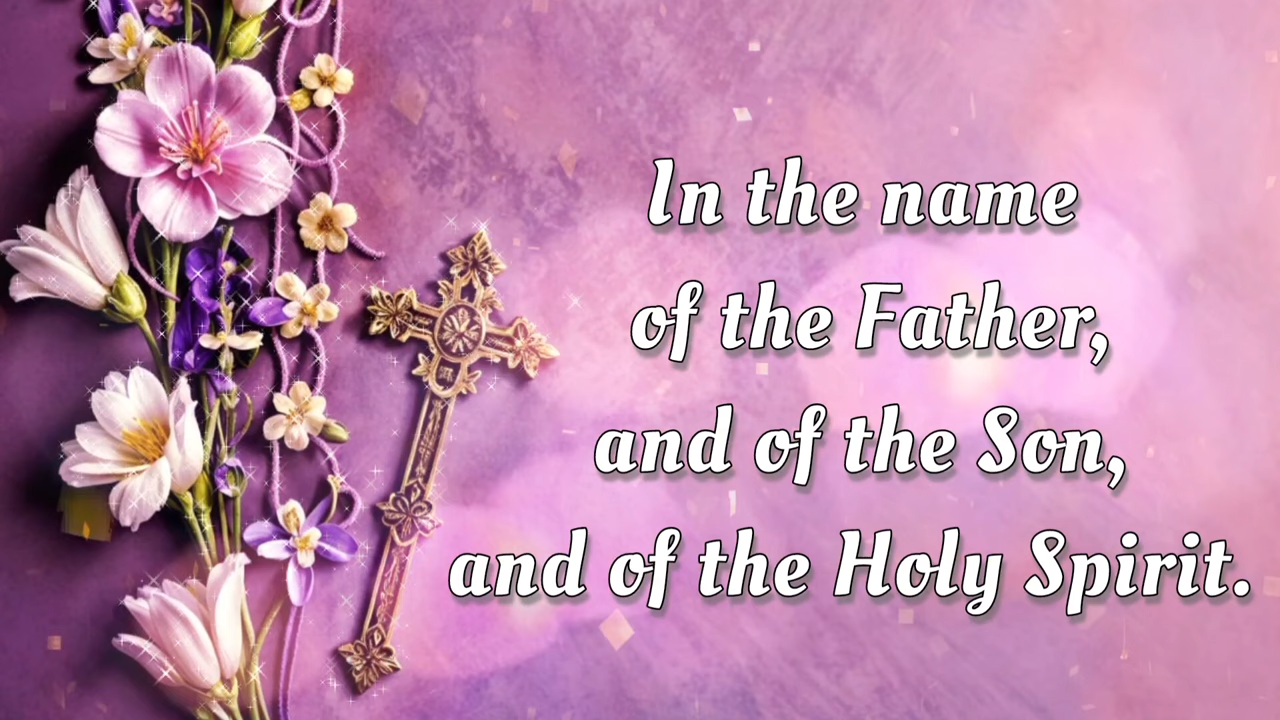 In the name
of the Father,
and of the Son,
and of the Holy Spirit.